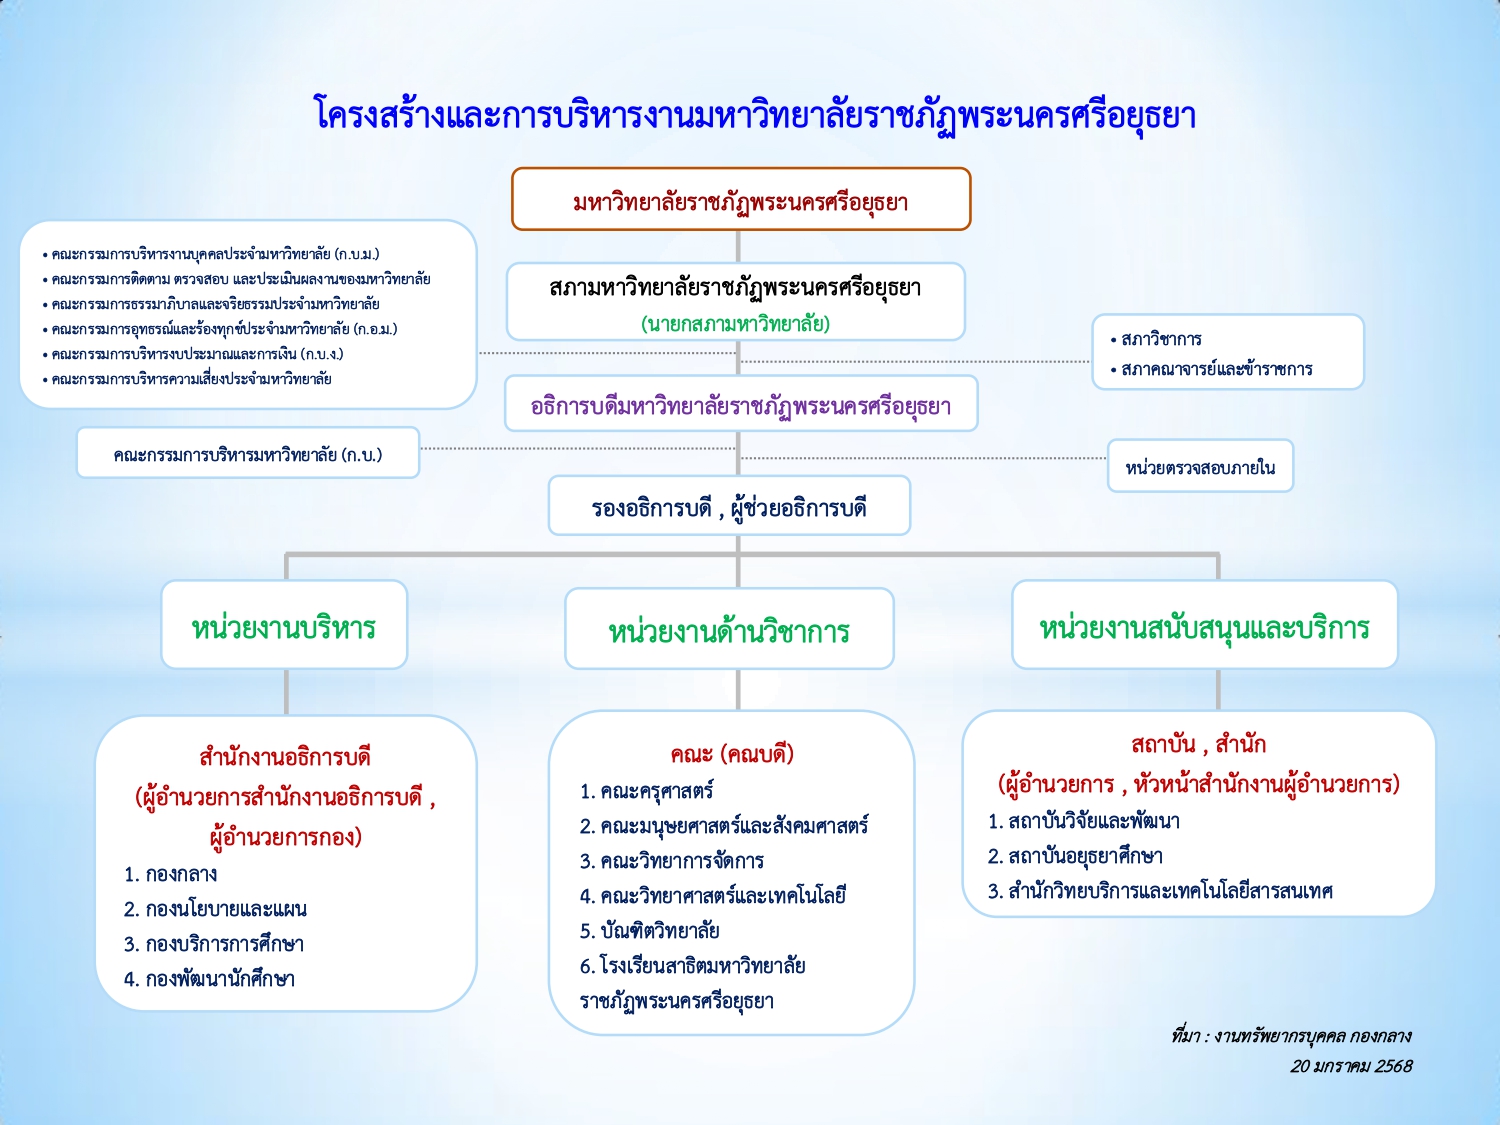 โครงสร้างและการบริหารงานมหาวิทยาลัยราชภัฏพระนครศรีอยุธยา
มหาวิทยาลัยราชภัฏพระนครศรีอยุธยา
สภามหาวิทยาลัยราชภัฏพระนครศรีอยุธยา
(นายกสภามหาวิทยาลัย)
• คณะกรรมการบริหารงานบุคคลประจำมหาวิทยาลัย (ก.บ.ม.)
• คณะกรรมการติดตาม ตรวจสอบ และประเมินผลงานของมหาวิทยาลัย
• คณะกรรมการธรรมาภิบาลและจริยธรรมประจำมหาวิทยาลัย
• คณะกรรมการอุทธรณ์และร้องทุกข์ประจำมหาวิทยาลัย (ก.อ.ม.)
• คณะกรรมการบริหารงบประมาณและการเงิน (ก.บ.ง.)
• คณะกรรมการบริหารความเสี่ยงประจำมหาวิทยาลัย
• สภาวิชาการ
• สภาคณาจารย์และข้าราชการ
อธิการบดีมหาวิทยาลัยราชภัฏพระนครศรีอยุธยา
คณะกรรมการบริหารมหาวิทยาลัย (ก.บ.)
หน่วยตรวจสอบภายใน
รองอธิการบดี , ผู้ช่วยอธิการบดี
หน่วยงานบริหาร
หน่วยงานด้านวิชาการ
หน่วยงานสนับสนุนและบริการ
สำนักงานอธิการบดี
(ผู้อำนวยการสำนักงานอธิการบดี ,
ผู้อำนวยการกอง)
1. กองกลาง
2. กองนโยบายและแผน
3. กองบริการการศึกษา
4. กองพัฒนานักศึกษา
คณะ (คณบดี)
1. คณะครุศาสตร์
2. คณะมนุษยศาสตร์และสังคมศาสตร์
3. คณะวิทยาการจัดการ
4. คณะวิทยาศาสตร์และเทคโนโลยี
5. บัณฑิตวิทยาลัย
6. โรงเรียนสาธิตมหาวิทยาลัย
ราชภัฏพระนครศรีอยุธยา
สถาบัน , สำนัก
(ผู้อำนวยการ , หัวหน้าสำนักงานผู้อำนวยการ)
1. สถาบันวิจัยและพัฒนา
2. สถาบันอยุธยาศึกษา
3. สำนักวิทยบริการและเทคโนโลยีสารสนเทศ
ที่มา : งานทรัพยากรบุคคล กองกลาง
20 มกราคม 2568